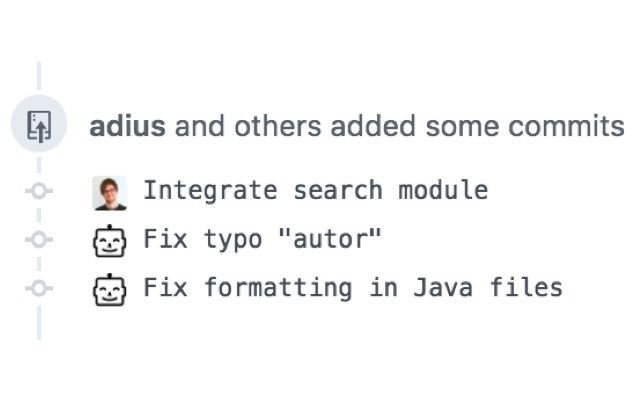 adius and others added some commits
Integrate search module
Fix typo "autor"
Fix formatting in Java files